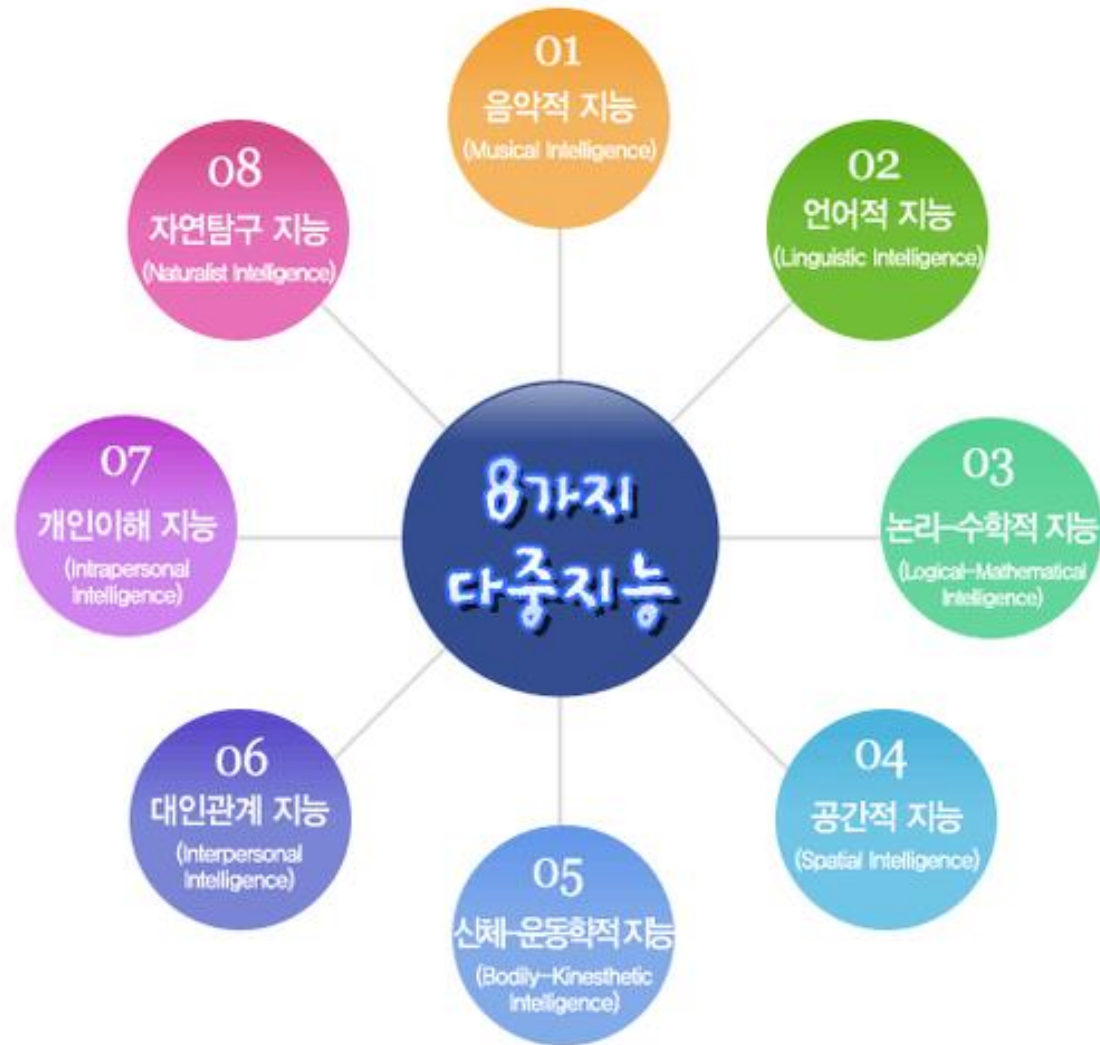 01
음악적 지능
(Musical Intelligence)
02
언어적 지능
(Linguistic Intelligence)
03
논리-수학적 지능
(Logical-Mathematical
Intelligence)
04
공간적 지능
(Spatial Intelligence)
05
신체-운동학적 지능
(Bodily-Kinesthetic
Intelligence)
06
대인관계 지능
(Interpersonal
Intelligence)
07
개인이해 지능
(Intrapersonal
Intelligence)
08
자연탐구 지능
(Naturalist Intelligence)
8가지
다중지능